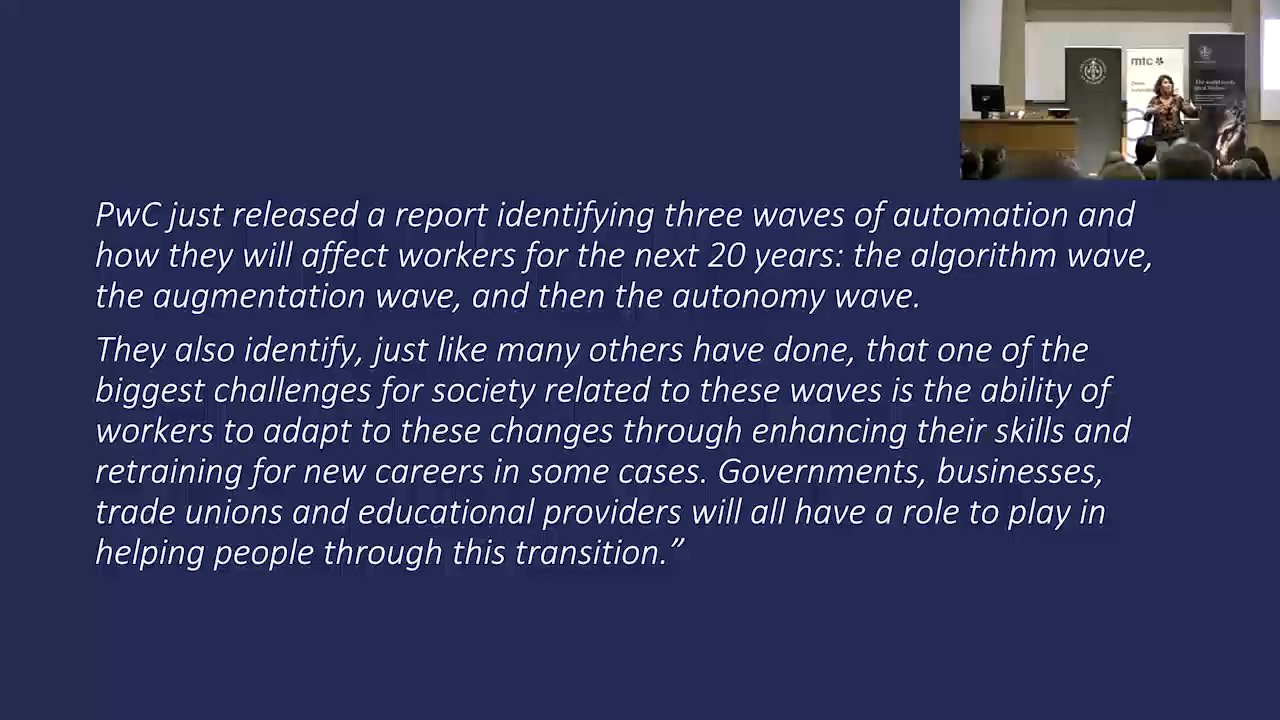 mtc
PwC just released a report identifying three waves of automation and
how they will affect workers for the next 20 years: the algorithm wave,
the augmentation wave, and then the autonomy wave.
They also identify, just like many others have done, that one of the
biggest challenges for society related to these waves is the ability of
workers to adapt to these changes through enhancing their skills and
retraining for new careers in some cases. Governments, businesses,
trade unions and educational providers will all have a role to play in
helping people through this transition.”